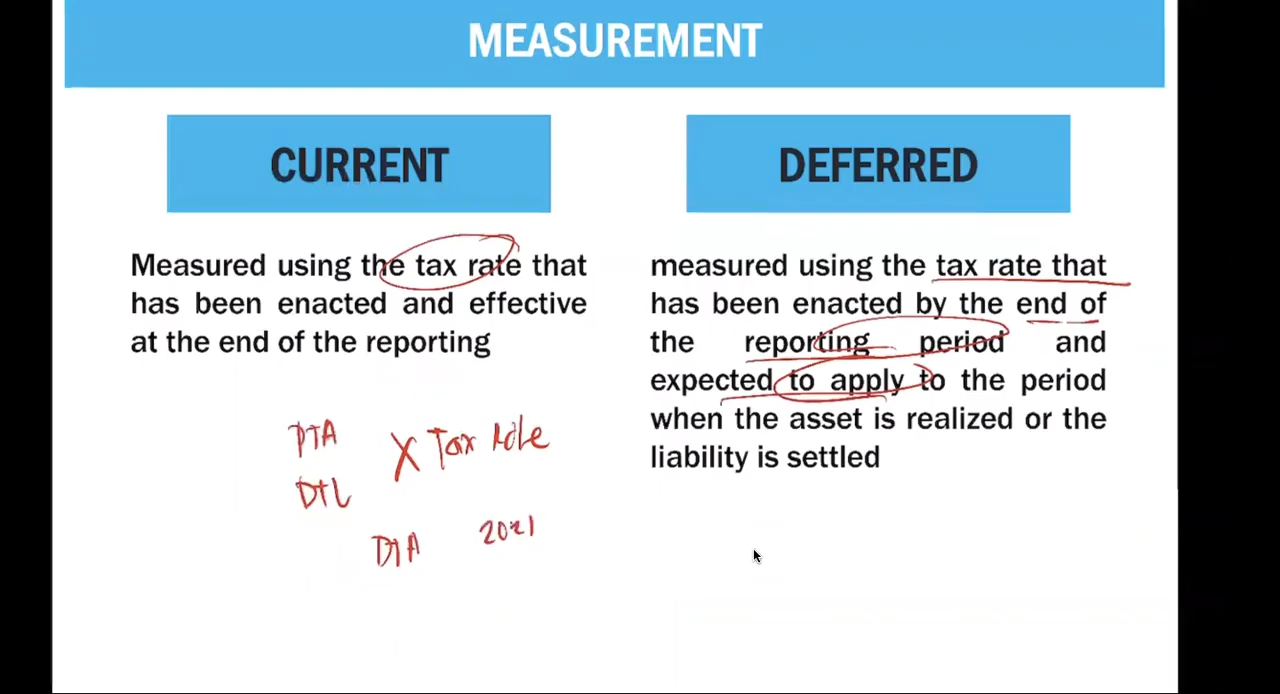 MEASUREMENT
CURRENT
Measured using the tax rate that
has been enacted and effective
at the end of the reporting
DTA
DTL
X Tax Rate
DTA 2021
DEFERRED
measured using the tax rate that
has been enacted by the end of
the reporting period and
expected to apply to the period
when the asset is realized or the
liability is settled